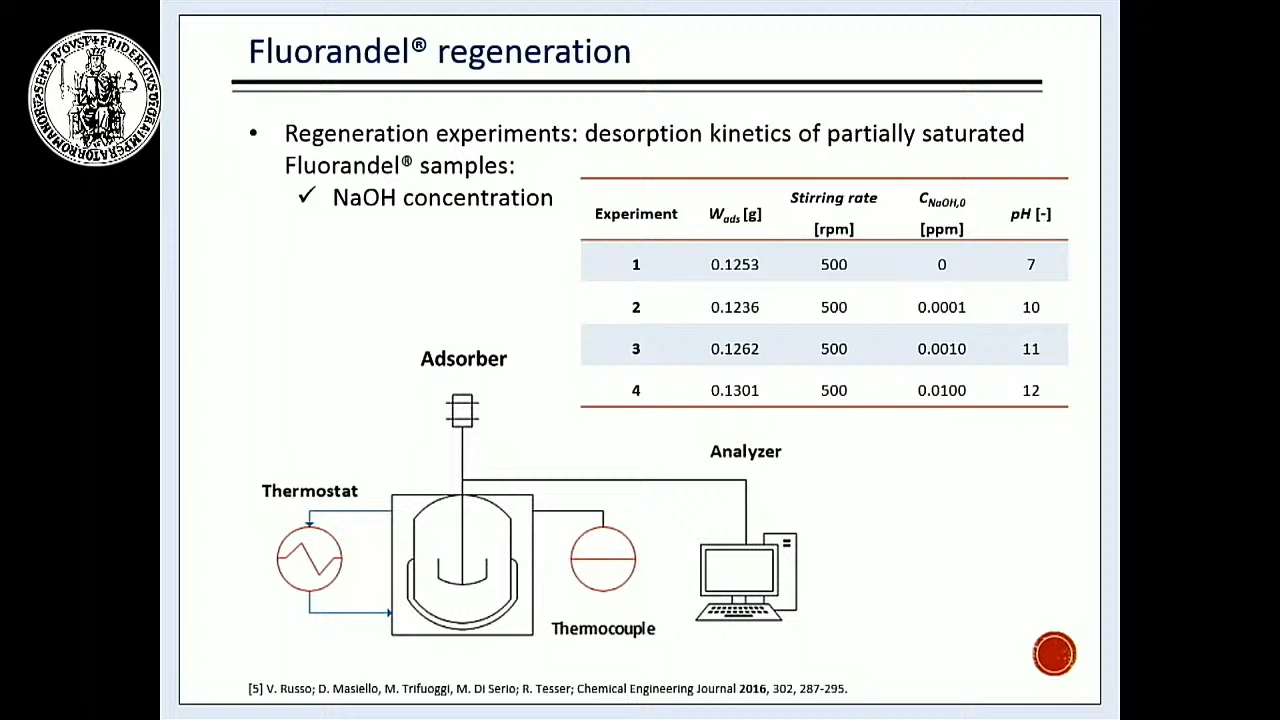 Fluorandel® regeneration
• Regeneration experiments: desorption kinetics of partially saturated
Fluorandel® samples:
✓ NaOH concentration
Experiment W_ads [g] Stirring rate [rpm] C_NaOH,0 [ppm] pH [-]
1 0.1253 500 0 7
2 0.1236 500 0.0001 10
3 0.1262 500 0.0010 11
4 0.1301 500 0.0100 12
Adsorber
Analyzer
Thermostat
Thermocouple
[5] V. Russo; D. Masiello, M. Trifuoggi, M. Di Serio; R. Tesser; Chemical Engineering Journal 2016, 302, 287-295.